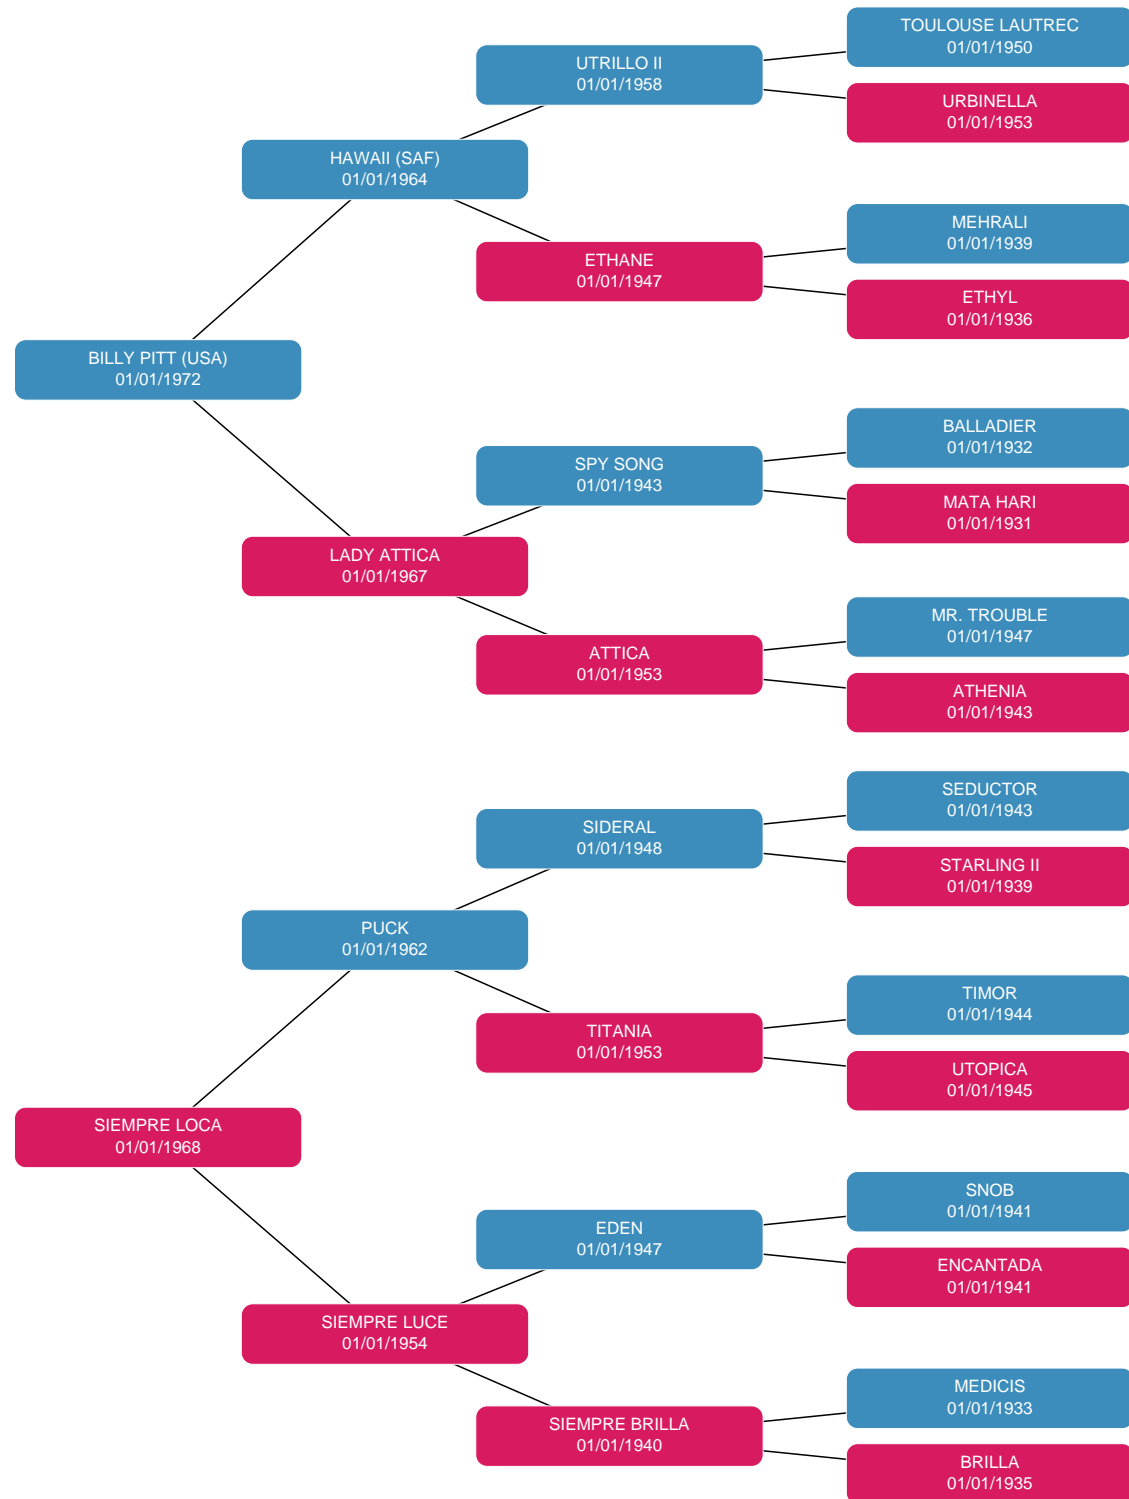 TOULOUSE LAUTREC
01/01/1950
UTRILLO II
01/01/1958
URBINELLA
01/01/1953
HAWAII (SAF)
01/01/1964
MEHRALI
01/01/1939
ETHANE
01/01/1947
ETHYL
01/01/1936
BILLY PITT (USA)
01/01/1972
BALLADIER
01/01/1932
SPY SONG
01/01/1943
MATA HARI
01/01/1931
LADY ATTICA
01/01/1967
MR. TROUBLE
01/01/1947
ATTICA
01/01/1953
ATHENIA
01/01/1943
SEDUCTOR
01/01/1943
SIDERAL
01/01/1948
STARLING II
01/01/1939
PUCK
01/01/1962
TIMOR
01/01/1944
TITANIA
01/01/1953
UTOPICA
01/01/1945
SIEMPRE LOCA
01/01/1968
SNOB
01/01/1941
EDEN
01/01/1947
ENCANTADA
01/01/1941
SIEMPRE LUCE
01/01/1954
MEDICIS
01/01/1933
SIEMPRE BRILLA
01/01/1940
BRILLA
01/01/1935